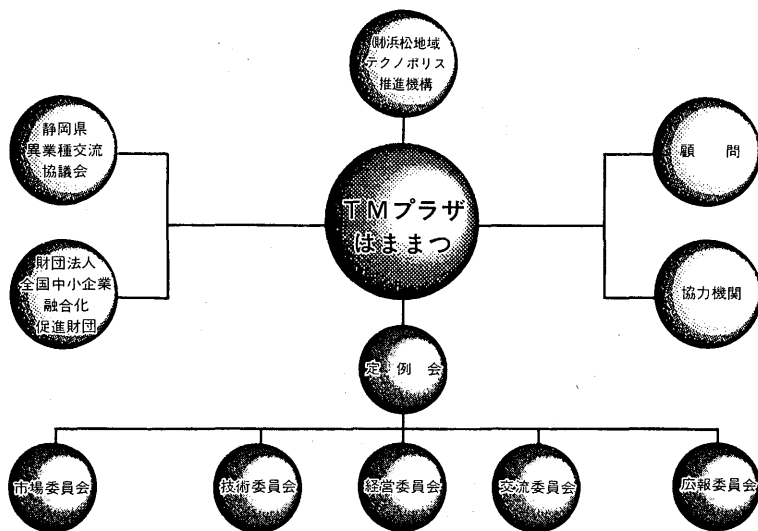 ㈶浜松地域
テクノポリス
推進機構
静岡県
異業種交流
協議会
顧問
TMプラザ
はままつ
財団法人
全国中小企業
融合化
促進財団
協力機関
定例会
市場委員会
技術委員会
経営委員会
交流委員会
広報委員会